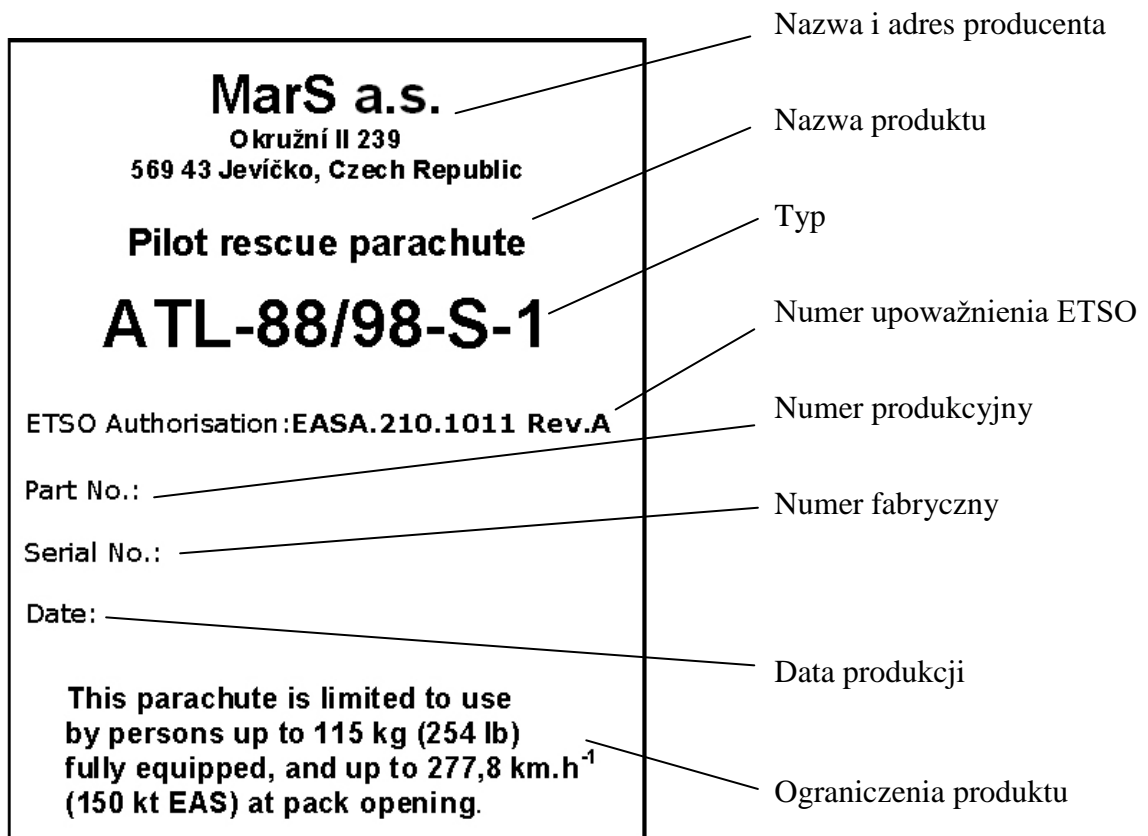 Nazwa i adres producenta
MarS a.s.
Okružní II 239
569 43 Jevíčko, Czech Republic
Nazwa produktu
Pilot rescue parachute
Typ
ATL-88/98-S-1
Numer upoważnienia ETSO
ETSO Authorisation:EASA.210.1011 Rev.A
Numer produkcyjny
Part No.:
Numer fabryczny
Serial No.:
Date:
Data produkcji
This parachute is limited to use
by persons up to 115 kg (254 lb)
fully equipped, and up to 277,8 km.h⁻¹
(150 kt EAS) at pack opening.
Ograniczenia produktu